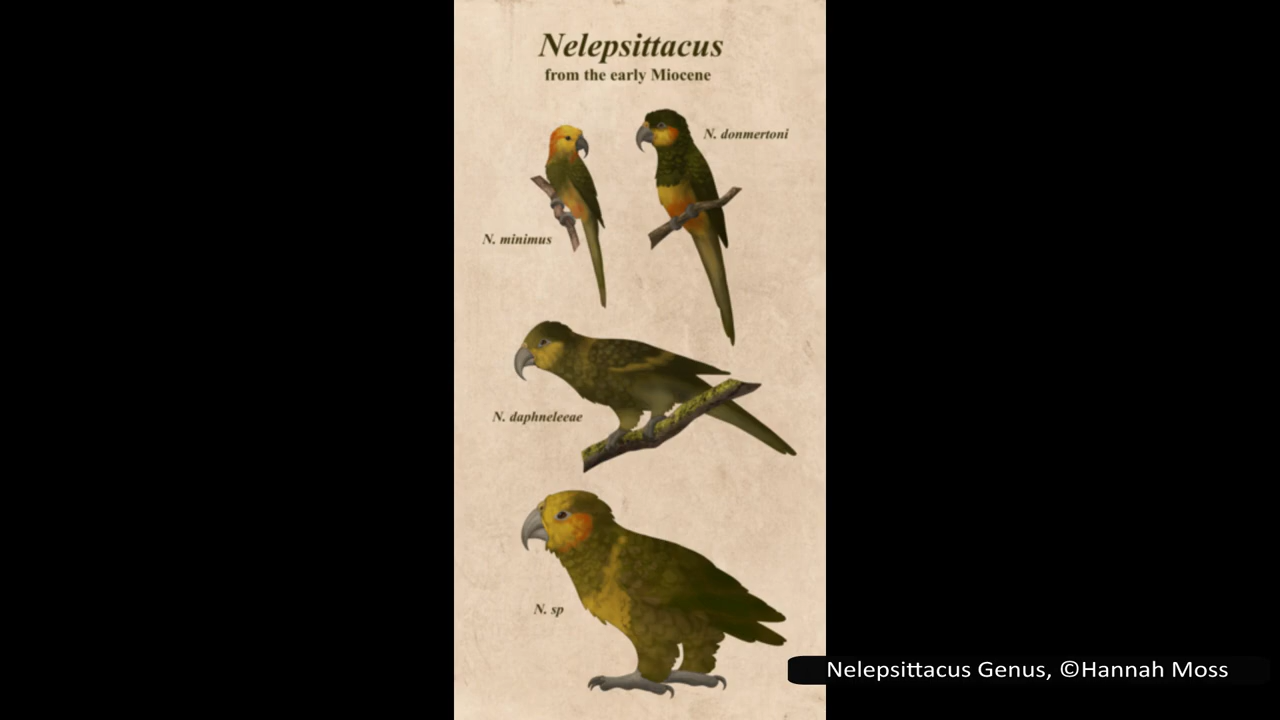 Nelepsittacus
from the early Miocene
N. donmertoni
N. minimus
N. daphneleeae
N. sp
Nelepsittacus Genus, ©Hannah Moss